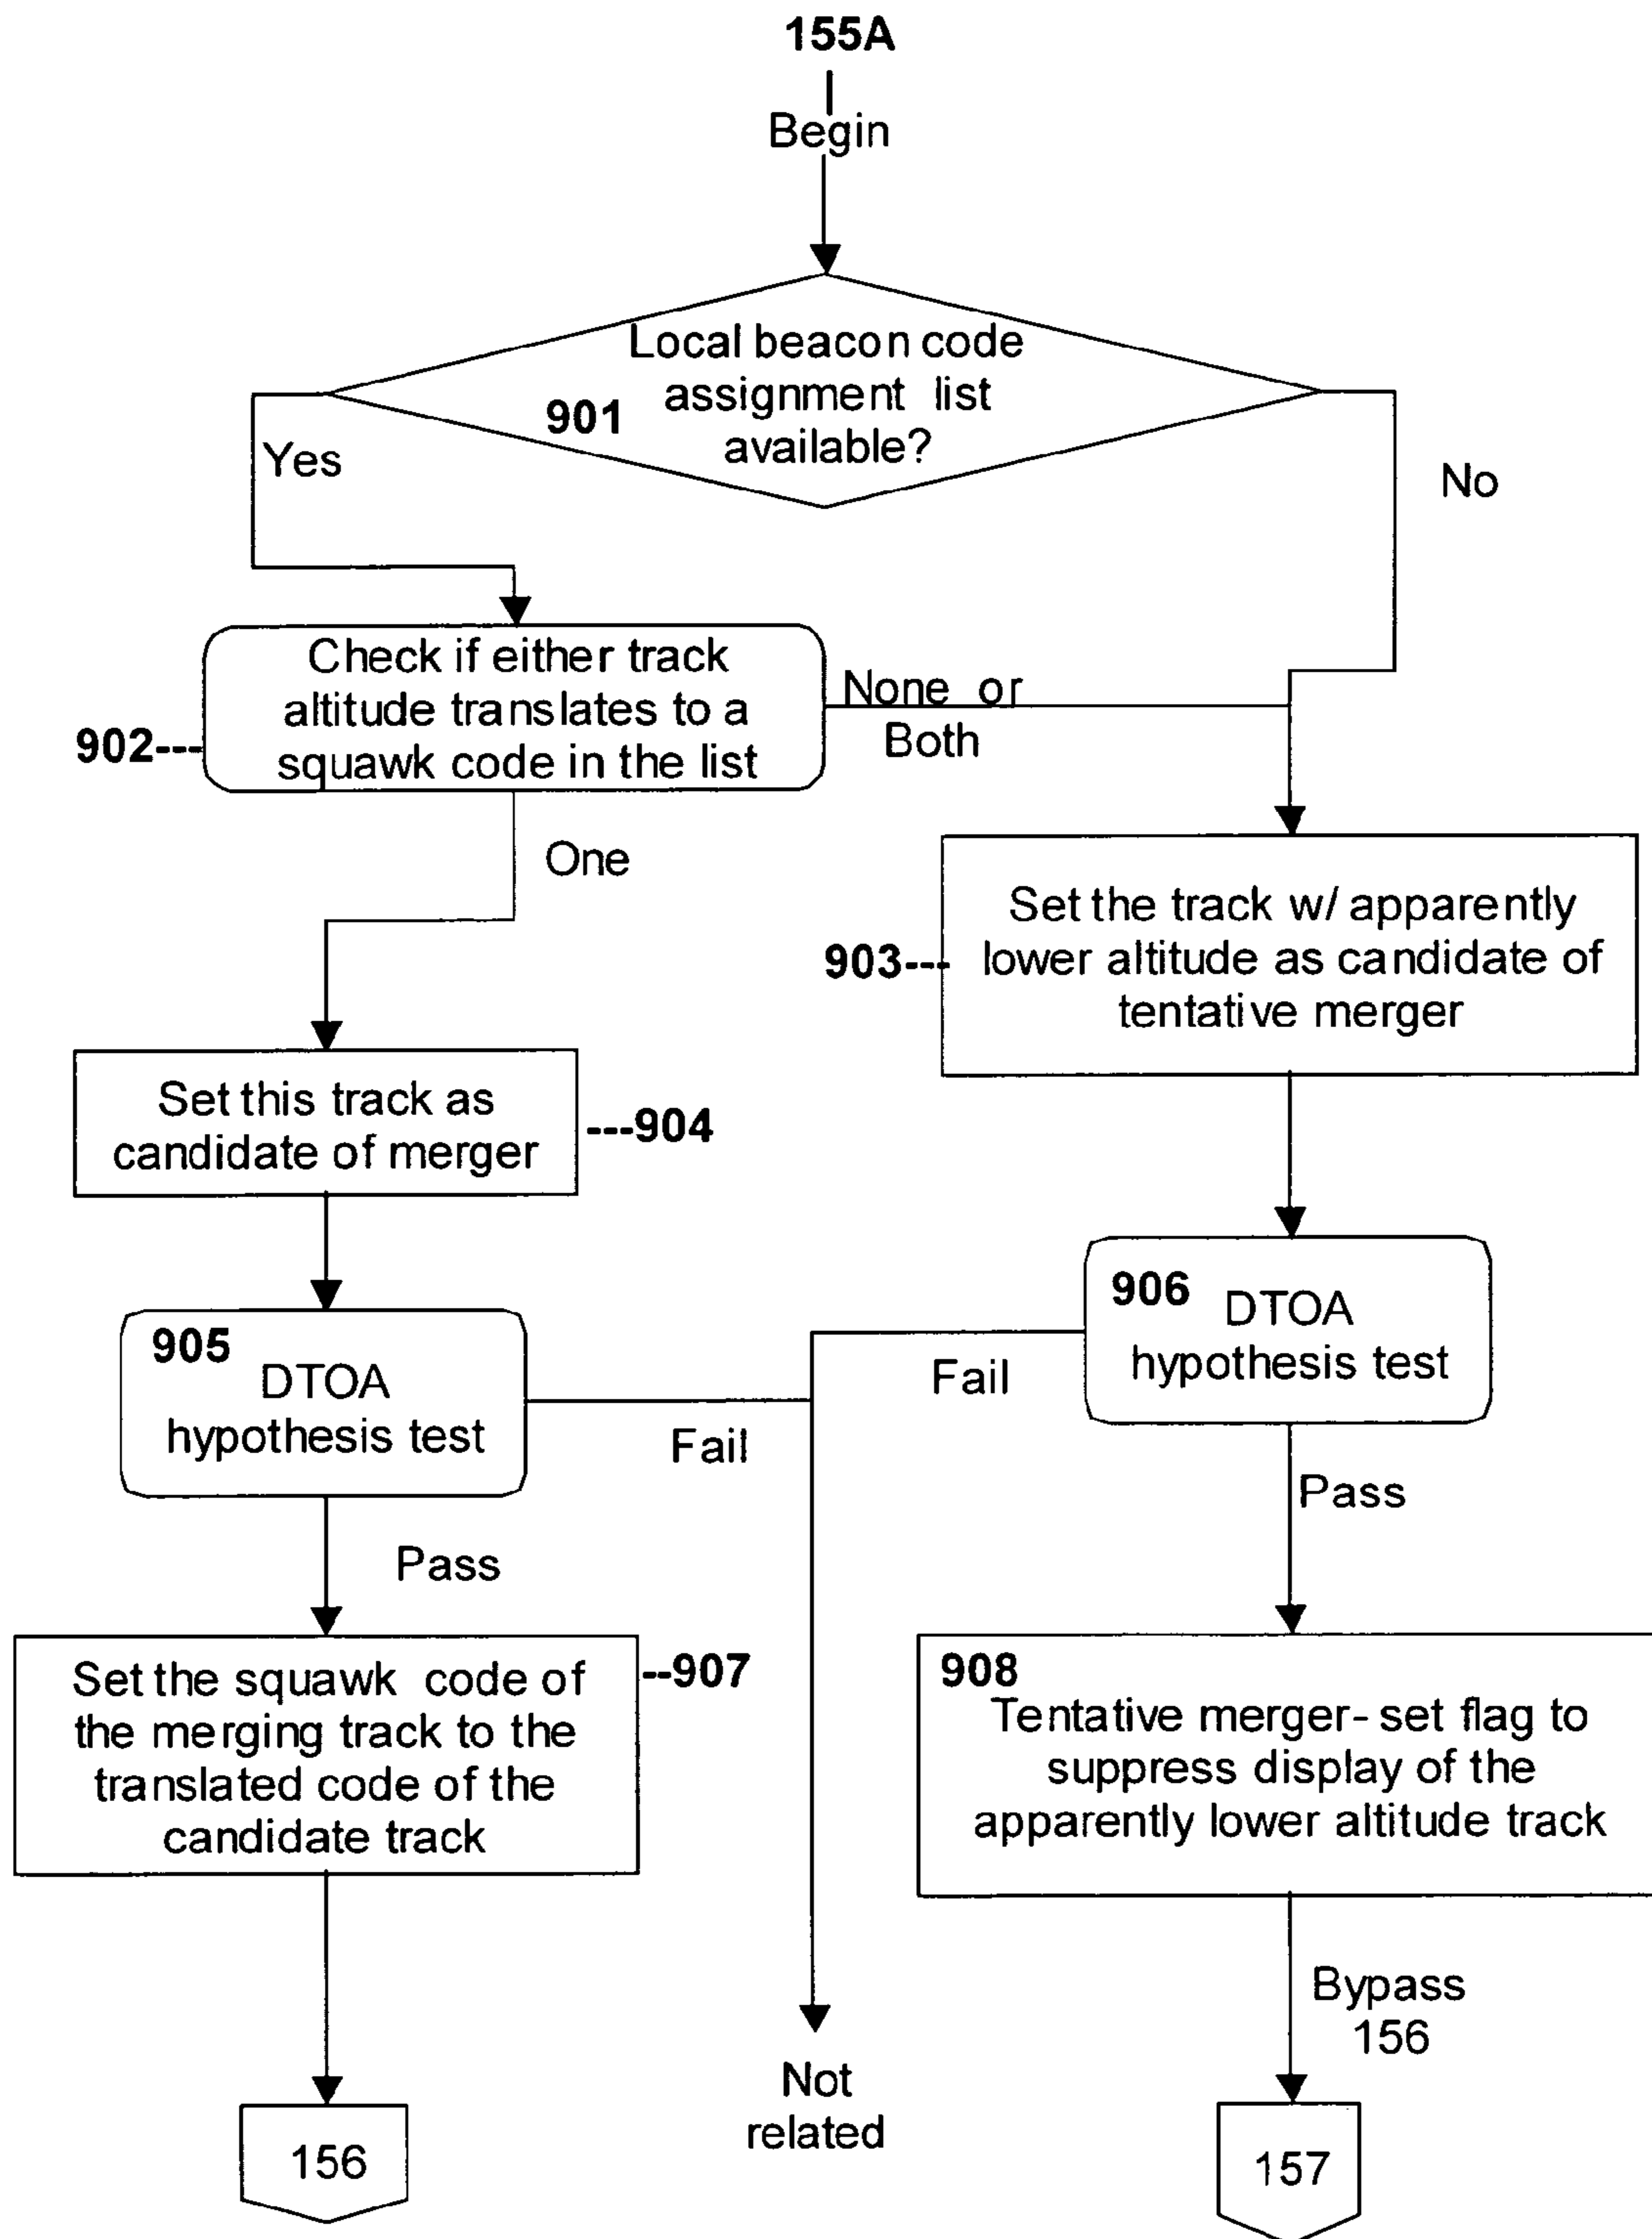 155A
Begin
Local beacon code
assignment list
901
available?
Yes
No
Check if either track
altitude translates to a
squawk code in the list
902---
None or
Both
One
Set the track w/ apparently
lower altitude as candidate of
tentative merger
903---
Set this track as
candidate of merger
---904
906
DTOA
hypothesis test
905
DTOA
hypothesis test
Fail
Fail
Pass
Pass
Set the squawk code of
the merging track to the
translated code of the
candidate track
--907
908
Tentative merger- set flag to
suppress display of the
apparently lower altitude track
Bypass
156
Not
related
156
157